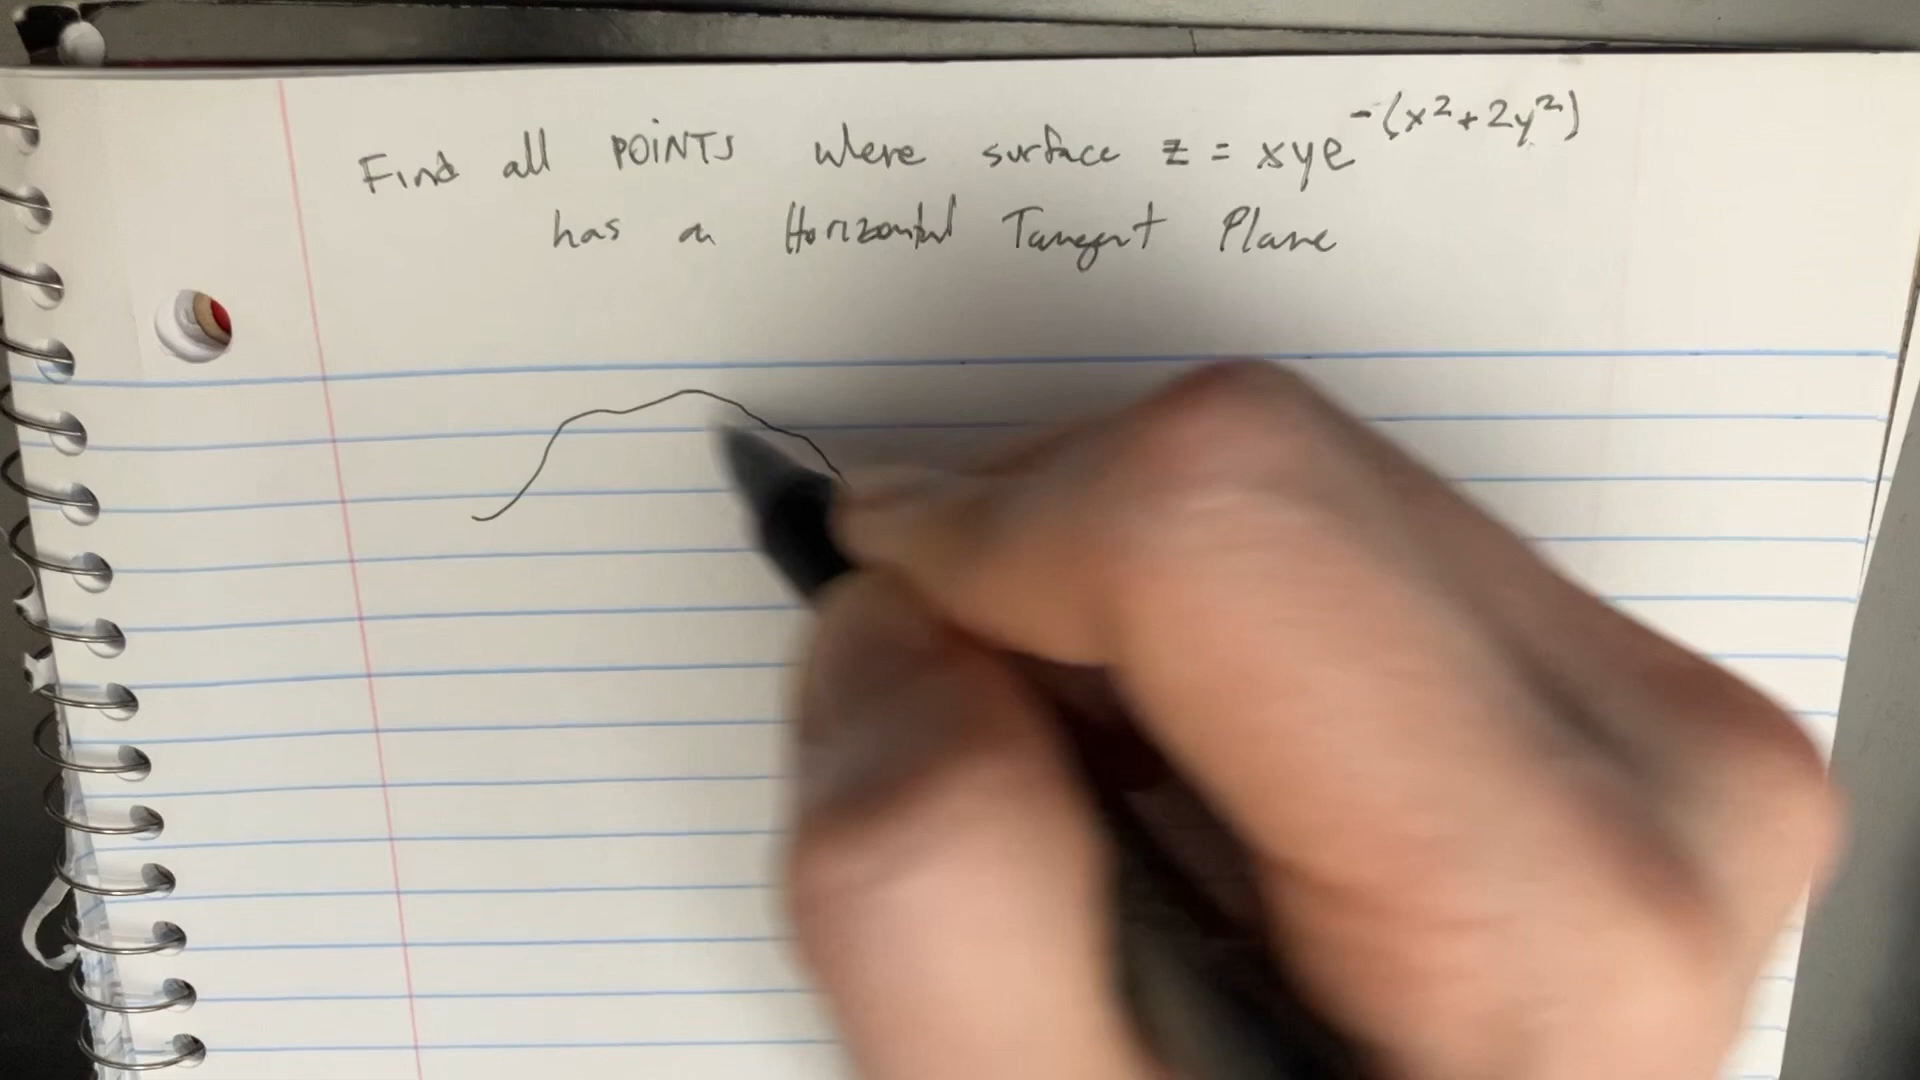 Find all POINTS where surface z = xye^-(x²+2y²)
has a Horizontal Tangent Plane